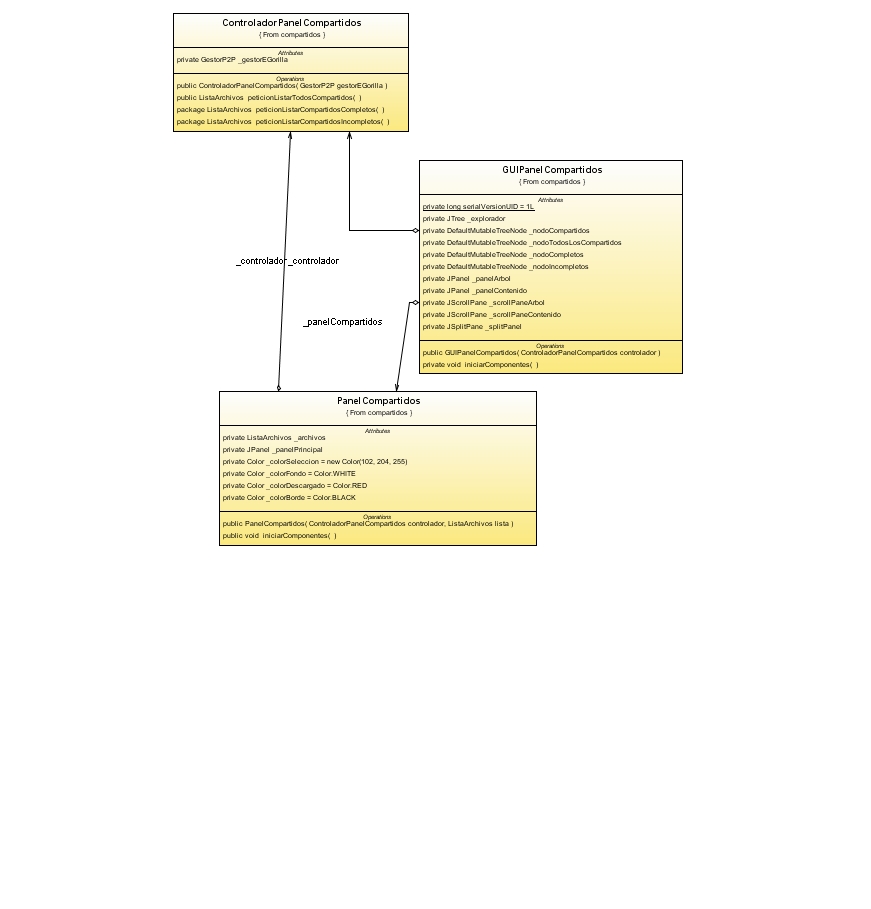 ControladorPanelCompartidos
{ From compartidos }
Attributes
private GestorP2P _gestorEGorilla
Operations
public ControladorPanelCompartidos( GestorP2P gestorEGorilla )
public ListaArchivos peticionListarTodosCompartidos( )
package ListaArchivos peticionListarCompartidosCompletos( )
package ListaArchivos peticionListarCompartidosIncompletos( )
GUIPanelCompartidos
{ From compartidos }
Attributes
private long serialVersionUID = 1L
private JTree _explorador
private DefaultMutableTreeNode _nodoCompartidos
private DefaultMutableTreeNode _nodoTodosLosCompartidos
private DefaultMutableTreeNode _nodoCompletos
private DefaultMutableTreeNode _nodoIncompletos
private JPanel _panelArbol
private JPanel _panelContenido
private JScrollPane _scrollPaneArbol
private JScrollPane _scrollPaneContenido
private JSplitPane _splitPanel
Operations
public GUIPanelCompartidos( ControladorPanelCompartidos controlador )
private void iniciarComponentes( )
_controlador _controlador
_panelCompartidos
PanelCompartidos
{ From compartidos }
Attributes
private ListaArchivos _archivos
private JPanel _panelPrincipal
private Color _colorSeleccion = new Color(102, 204, 255)
private Color _colorFondo = Color.WHITE
private Color _colorDescargado = Color.RED
private Color _colorBorde = Color.BLACK
Operations
public PanelCompartidos( ControladorPanelCompartidos controlador, ListaArchivos lista )
public void iniciarComponentes( )